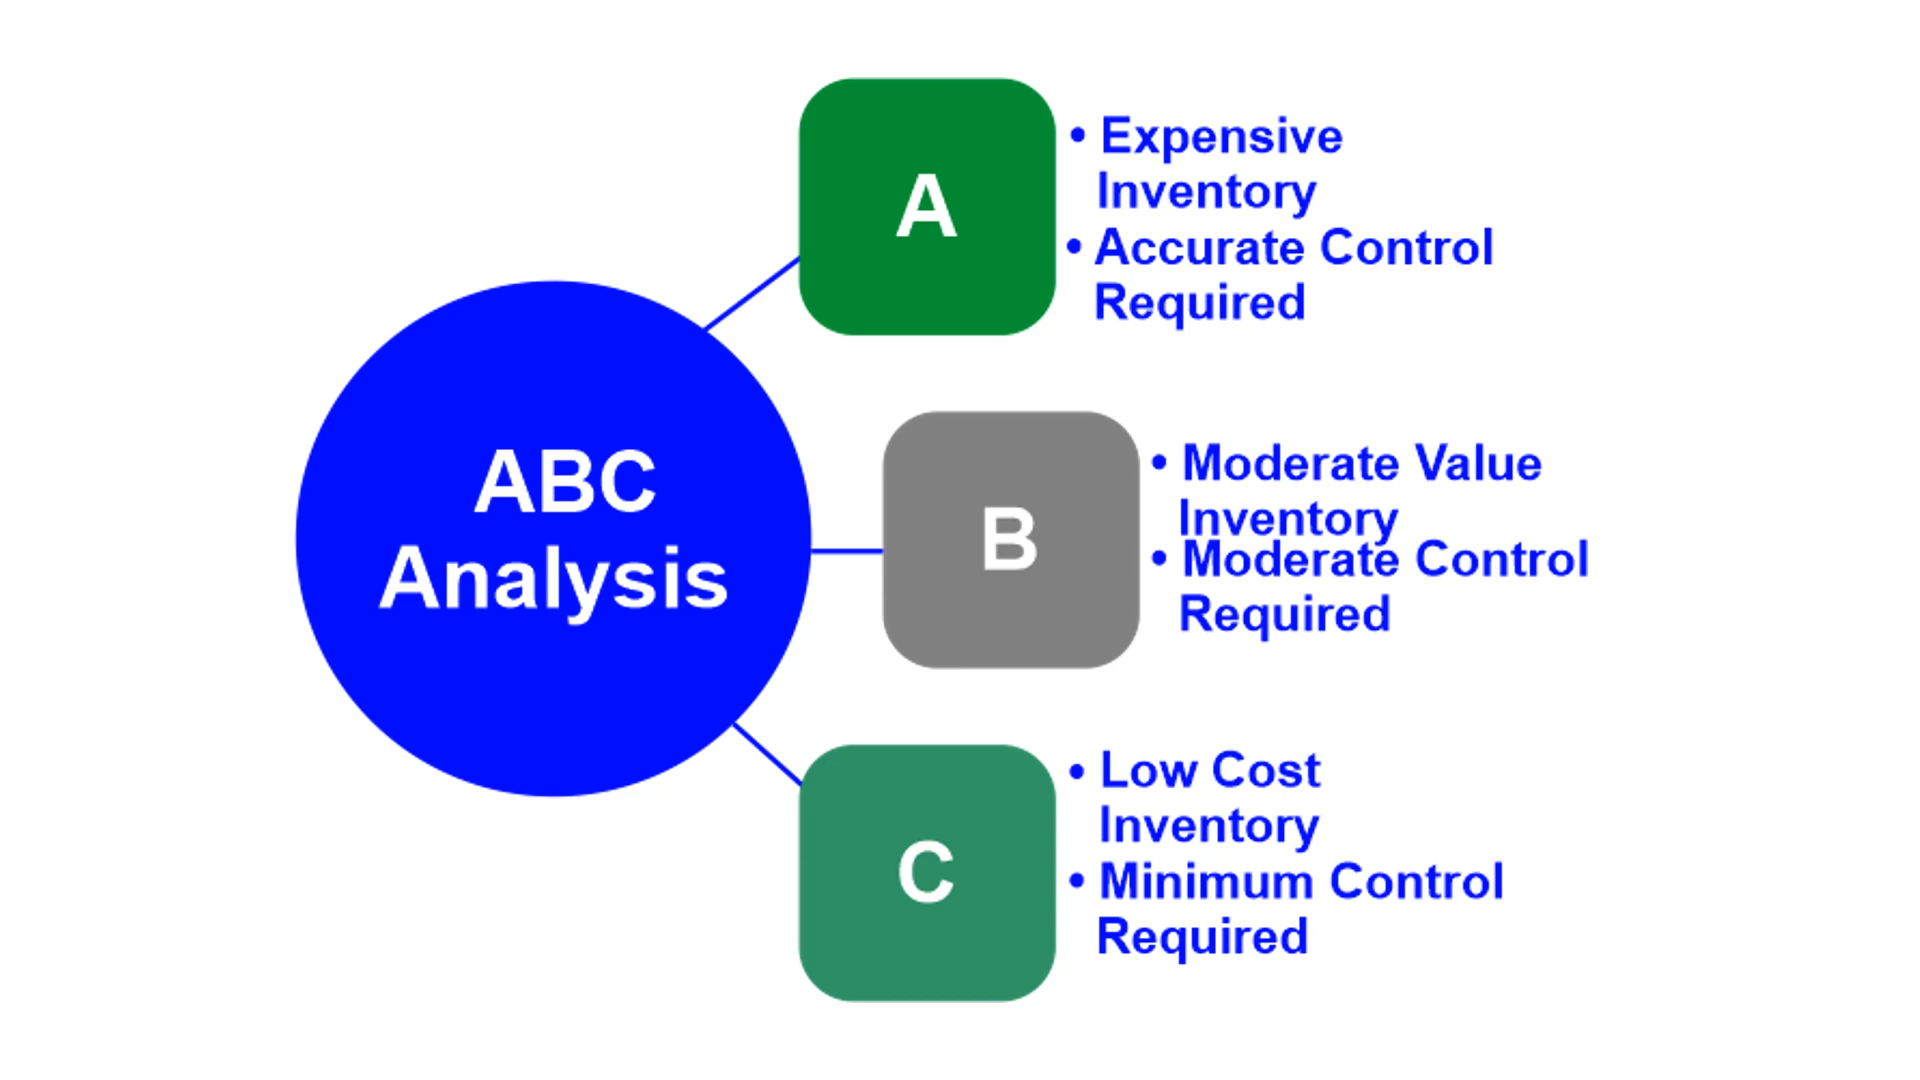 ABC
Analysis
A
• Expensive
Inventory
• Accurate Control
Required
B
• Moderate Value
Inventory
• Moderate Control
Required
C
• Low Cost
Inventory
• Minimum Control
Required